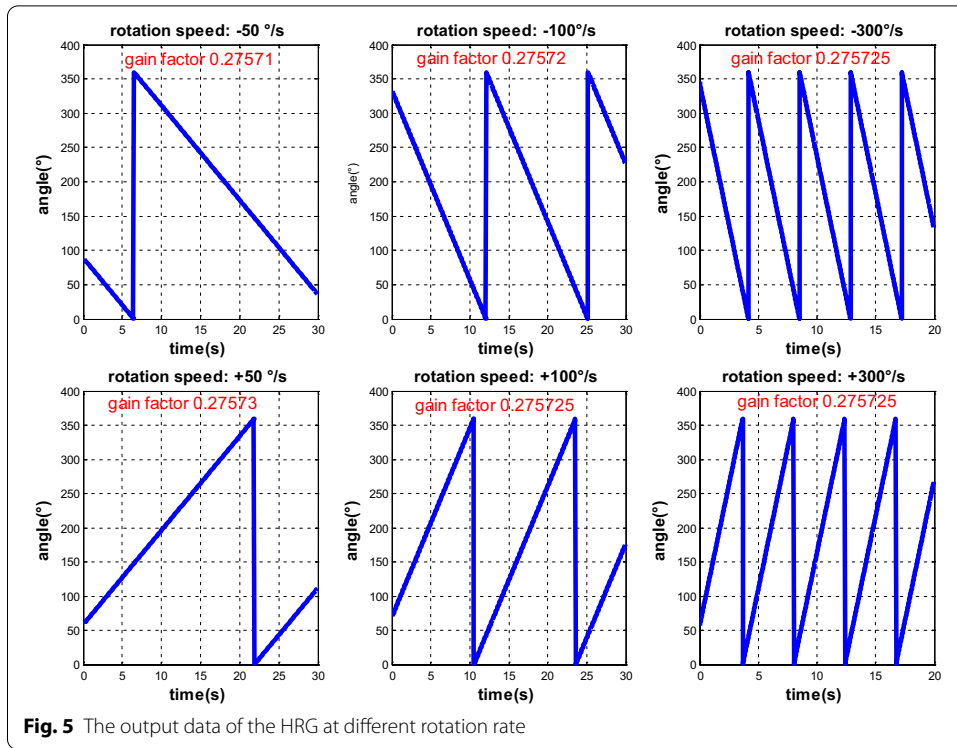 rotation speed: -50 °/s
gain factor 0.27571
400
350
300
250
200
150
100
50
0
angle(°)
0 5 10 15 20 25 30
time(s)
rotation speed: -100°/s
gain factor 0.27572
400
350
300
250
200
150
100
50
0
angle(°)
0 5 10 15 20 25 30
time(s)
rotation speed: -300°/s
gain factor 0.275725
400
350
300
250
200
150
100
50
0
angle(°)
0 5 10 15 20
time(s)
rotation speed: +50 °/s
gain factor 0.27573
400
350
300
250
200
150
100
50
0
angle(°)
0 5 10 15 20 25 30
time(s)
rotation speed: +100°/s
gain factor 0.275725
400
350
300
250
200
150
100
50
0
angle(°)
0 5 10 15 20 25 30
time(s)
rotation speed: +300°/s
gain factor 0.275725
400
350
300
250
200
150
100
50
0
angle(°)
0 5 10 15 20
time(s)
Fig. 5 The output data of the HRG at different rotation rate